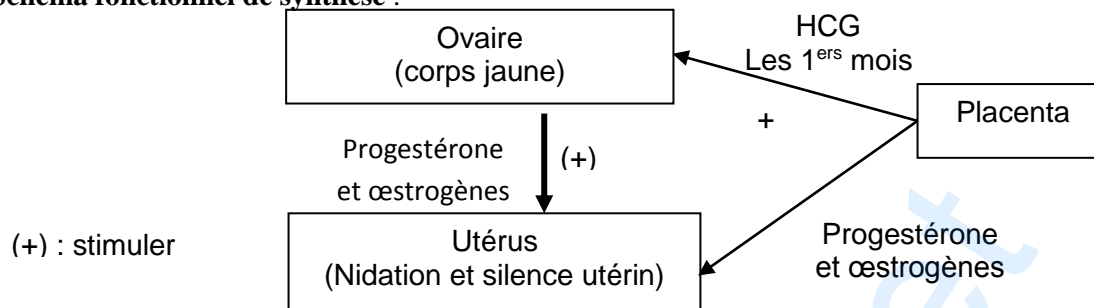 Schéma fonctionnel de synthèse :
Ovaire
(corps jaune)
HCG
Les 1ers mois
+
Placenta
Progestérone
et œstrogènes
(+)
(+) : stimuler
Utérus
(Nidation et silence utérin)
Progestérone
et œstrogènes